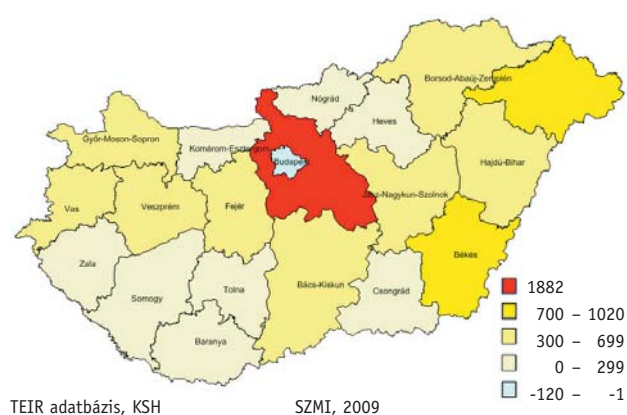 Borsod-Abaúj-Zemplén
Nógrád
Heves
Győr-Moson-Sopron
Komárom-Esztergom
Budapest
Hajdú-Bihar
Jász-Nagykun-Szolnok
Vas
Veszprém
Fejér
Békés
Zala
Tolna
Bács-Kiskun
Csongrád
Somogy
Baranya
1882
700 – 1020
300 – 699
0 – 299
-120 – -1
TEIR adatbázis, KSH
SZMI, 2009